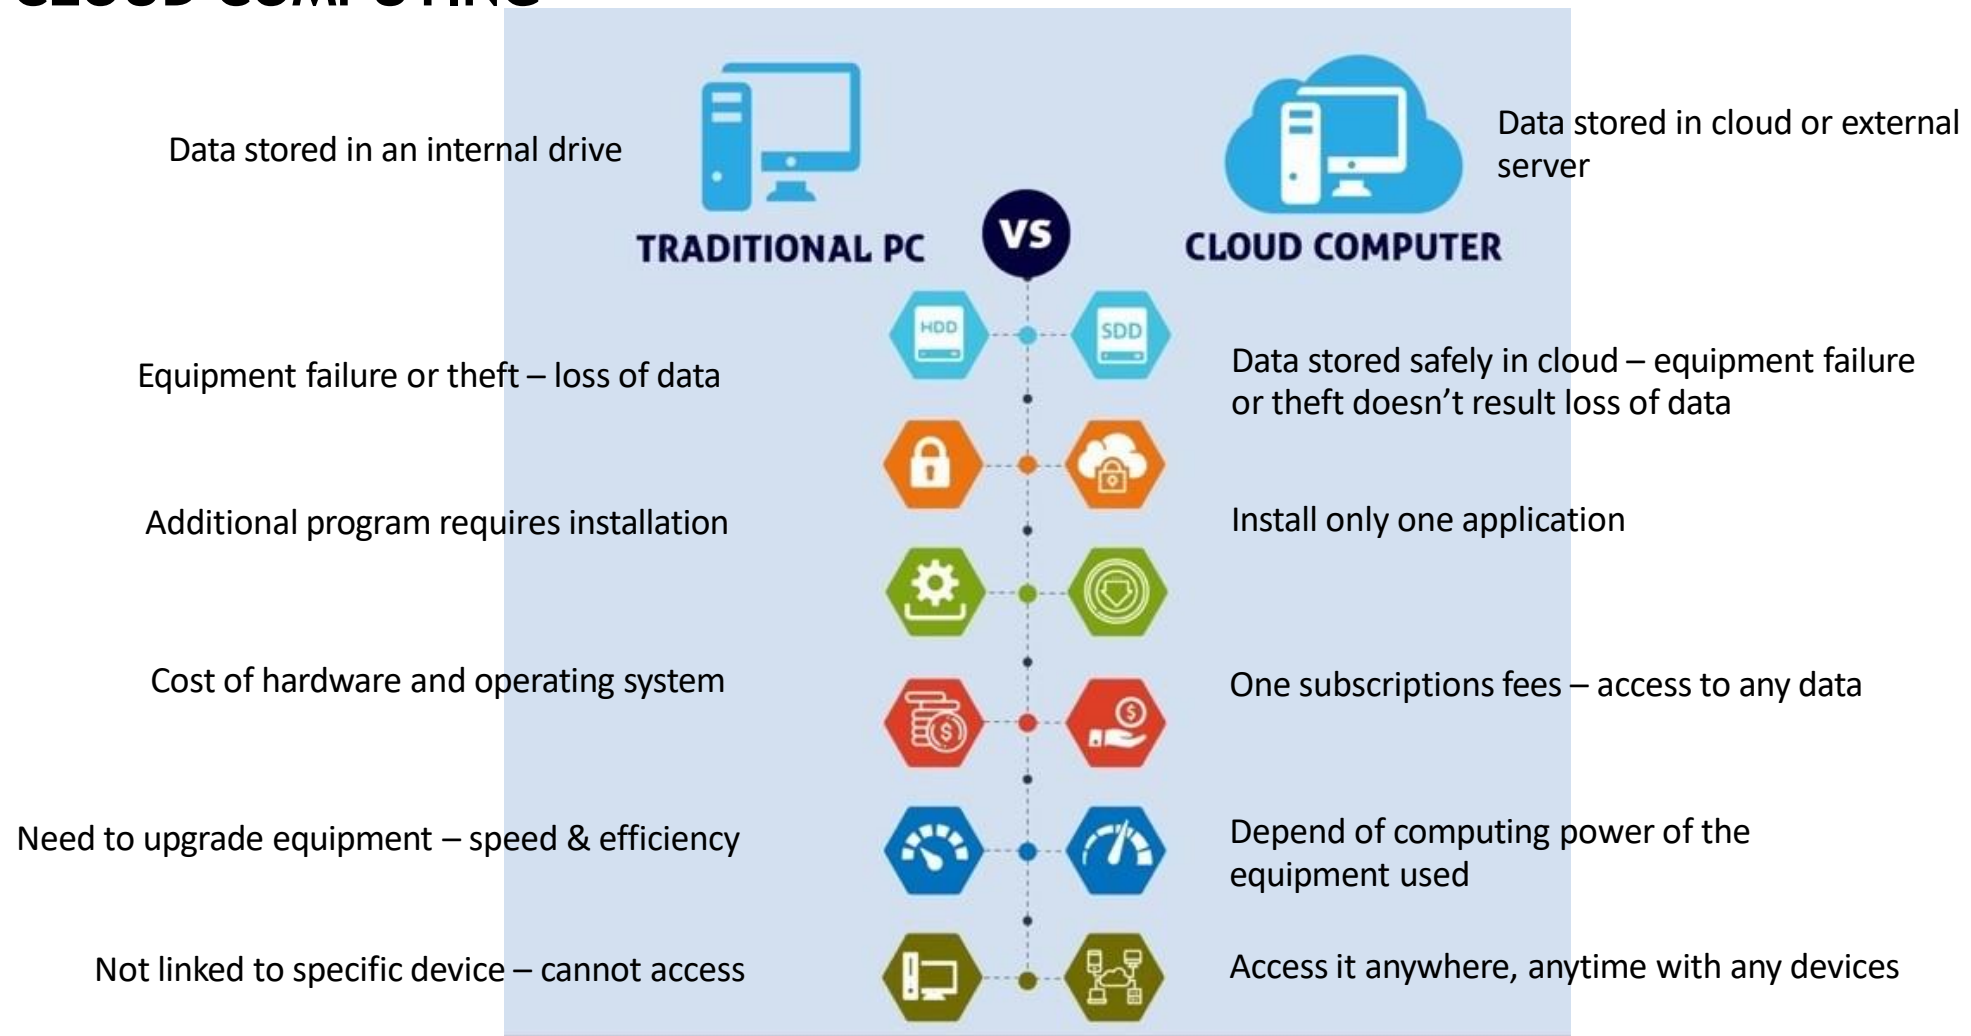 CLOUD COMPUTING
Data stored in an internal drive
Data stored in cloud or external
server
TRADITIONAL PC
VS
CLOUD COMPUTER
HDD
SDD
Equipment failure or theft – loss of data
Data stored safely in cloud – equipment failure
or theft doesn’t result loss of data
Additional program requires installation
Install only one application
Cost of hardware and operating system
One subscriptions fees – access to any data
Need to upgrade equipment – speed & efficiency
Depend of computing power of the
equipment used
Not linked to specific device – cannot access
Access it anywhere, anytime with any devices